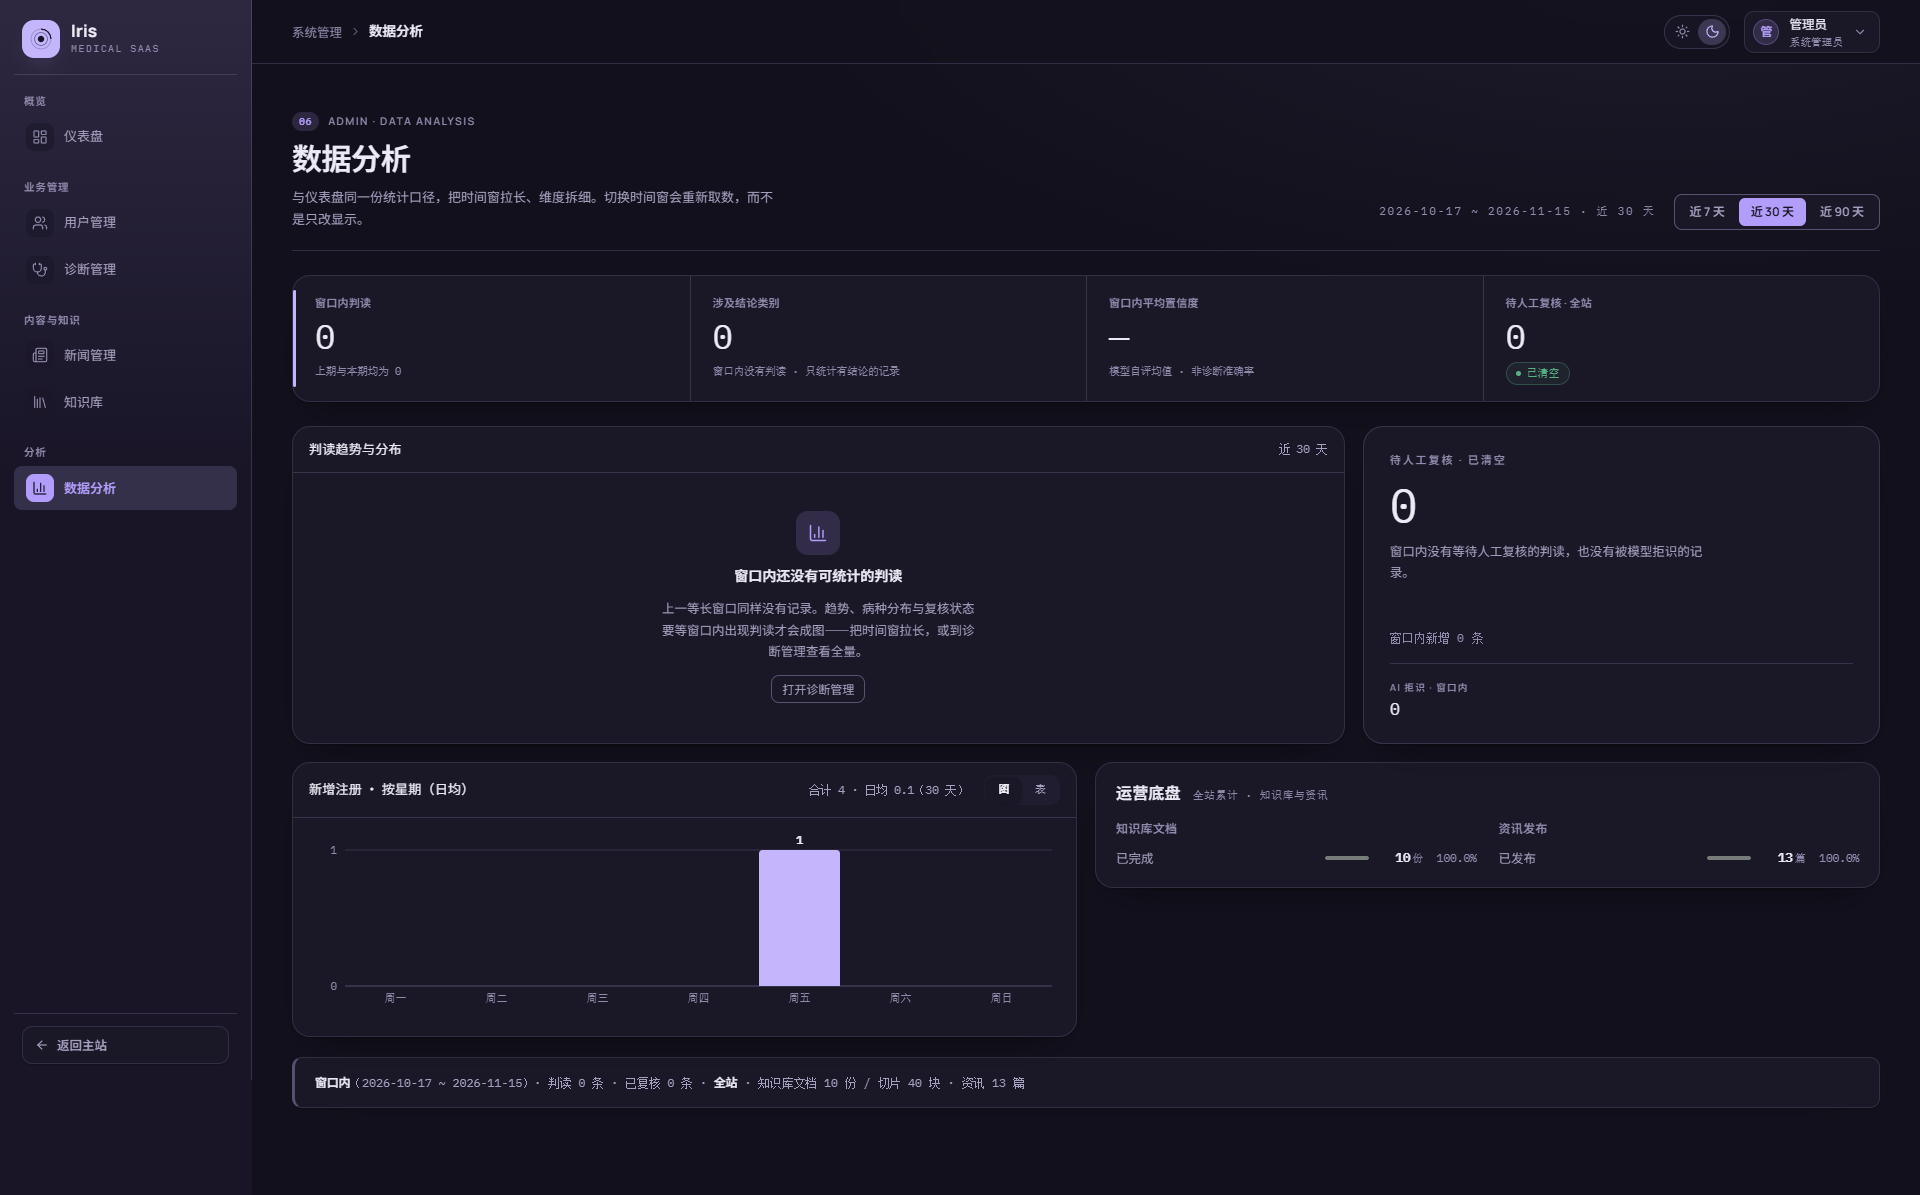 Iris
MEDICAL SAAS
概览
仪表盘
业务管理
用户管理
诊断管理
内容与知识
新闻管理
知识库
分析
数据分析
返回主站
系统管理 > 数据分析
管
管理员
系统管理员
06 ADMIN · DATA ANALYSIS
数据分析
与仪表盘同一份统计口径，把时间窗拉长、维度拆细。切换时间窗会重新取数，而不
是只改显示。
2026-10-17 ~ 2026-11-15 · 近 30 天
近 7 天 近 30 天 近 90 天
窗口内判读
0
上期与本期均为 0
涉及结论类别
0
窗口内没有判读 · 只统计有结论的记录
窗口内平均置信度
—
模型自评均值 · 非诊断准确率
待人工复核 · 全站
0
已清空
判读趋势与分布
近 30 天
窗口内还没有可统计的判读
上一等长窗口同样没有记录。趋势、病种分布与复核状态
要等窗口内出现判读才会成图——把时间窗拉长，或到诊
断管理查看全量。
打开诊断管理
待人工复核 · 已清空
0
窗口内没有等待人工复核的判读，也没有被模型拒识的记
录。
窗口内新增 0 条
AI 拒识 · 窗口内
0
新增注册 · 按星期（日均）
合计 4 · 日均 0.1（30 天）
图 表
1
1
0
周一 周二 周三 周四 周五 周六 周日
运营底盘 全站累计 · 知识库与资讯
知识库文档
已完成 10 份 100.0%
资讯发布
已发布 13 篇 100.0%
窗口内（2026-10-17 ~ 2026-11-15）· 判读 0 条 · 已复核 0 条 · 全站 · 知识库文档 10 份 / 切片 40 块 · 资讯 13 篇